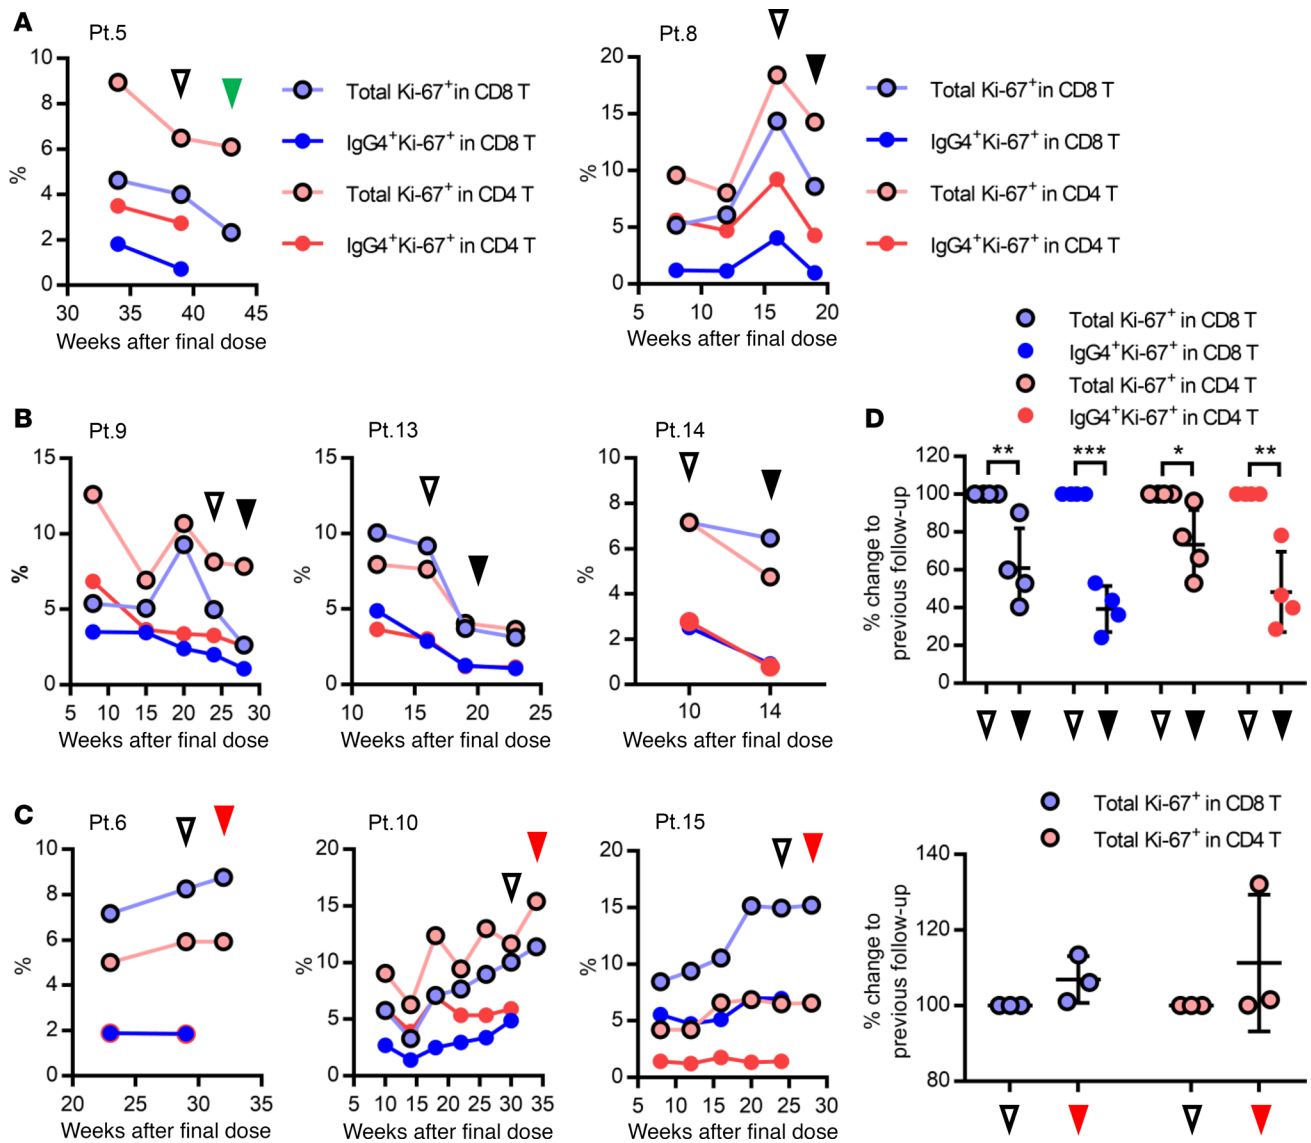 A
Pt.5
10
8
6
4
2
0
%
30 35 40 45
Weeks after final dose
Total Ki-67+ in CD8 T
IgG4+Ki-67+ in CD8 T
Total Ki-67+ in CD4 T
IgG4+Ki-67+ in CD4 T
Pt.8
20
15
10
5
0
%
5 10 15 20
Weeks after final dose
Total Ki-67+ in CD8 T
IgG4+Ki-67+ in CD8 T
Total Ki-67+ in CD4 T
IgG4+Ki-67+ in CD4 T
B
Pt.9
15
10
5
0
%
5 10 15 20 25 30
Weeks after final dose
Pt.13
15
10
5
0
%
10 15 20 25
Weeks after final dose
Pt.14
10
8
6
4
2
0
%
10 14
Weeks after final dose
C
Pt.6
10
8
6
4
2
0
%
20 25 30 35
Weeks after final dose
Pt.10
20
15
10
5
0
%
5 10 15 20 25 30 35
Weeks after final dose
Pt.15
20
15
10
5
0
%
5 10 15 20 25 30
Weeks after final dose
D
Total Ki-67+ in CD8 T
IgG4+Ki-67+ in CD8 T
Total Ki-67+ in CD4 T
IgG4+Ki-67+ in CD4 T
120
100
80
60
40
20
0
% change to
previous follow-up
** *** * **
Total Ki-67+ in CD8 T
Total Ki-67+ in CD4 T
140
120
100
80
% change to
previous follow-up